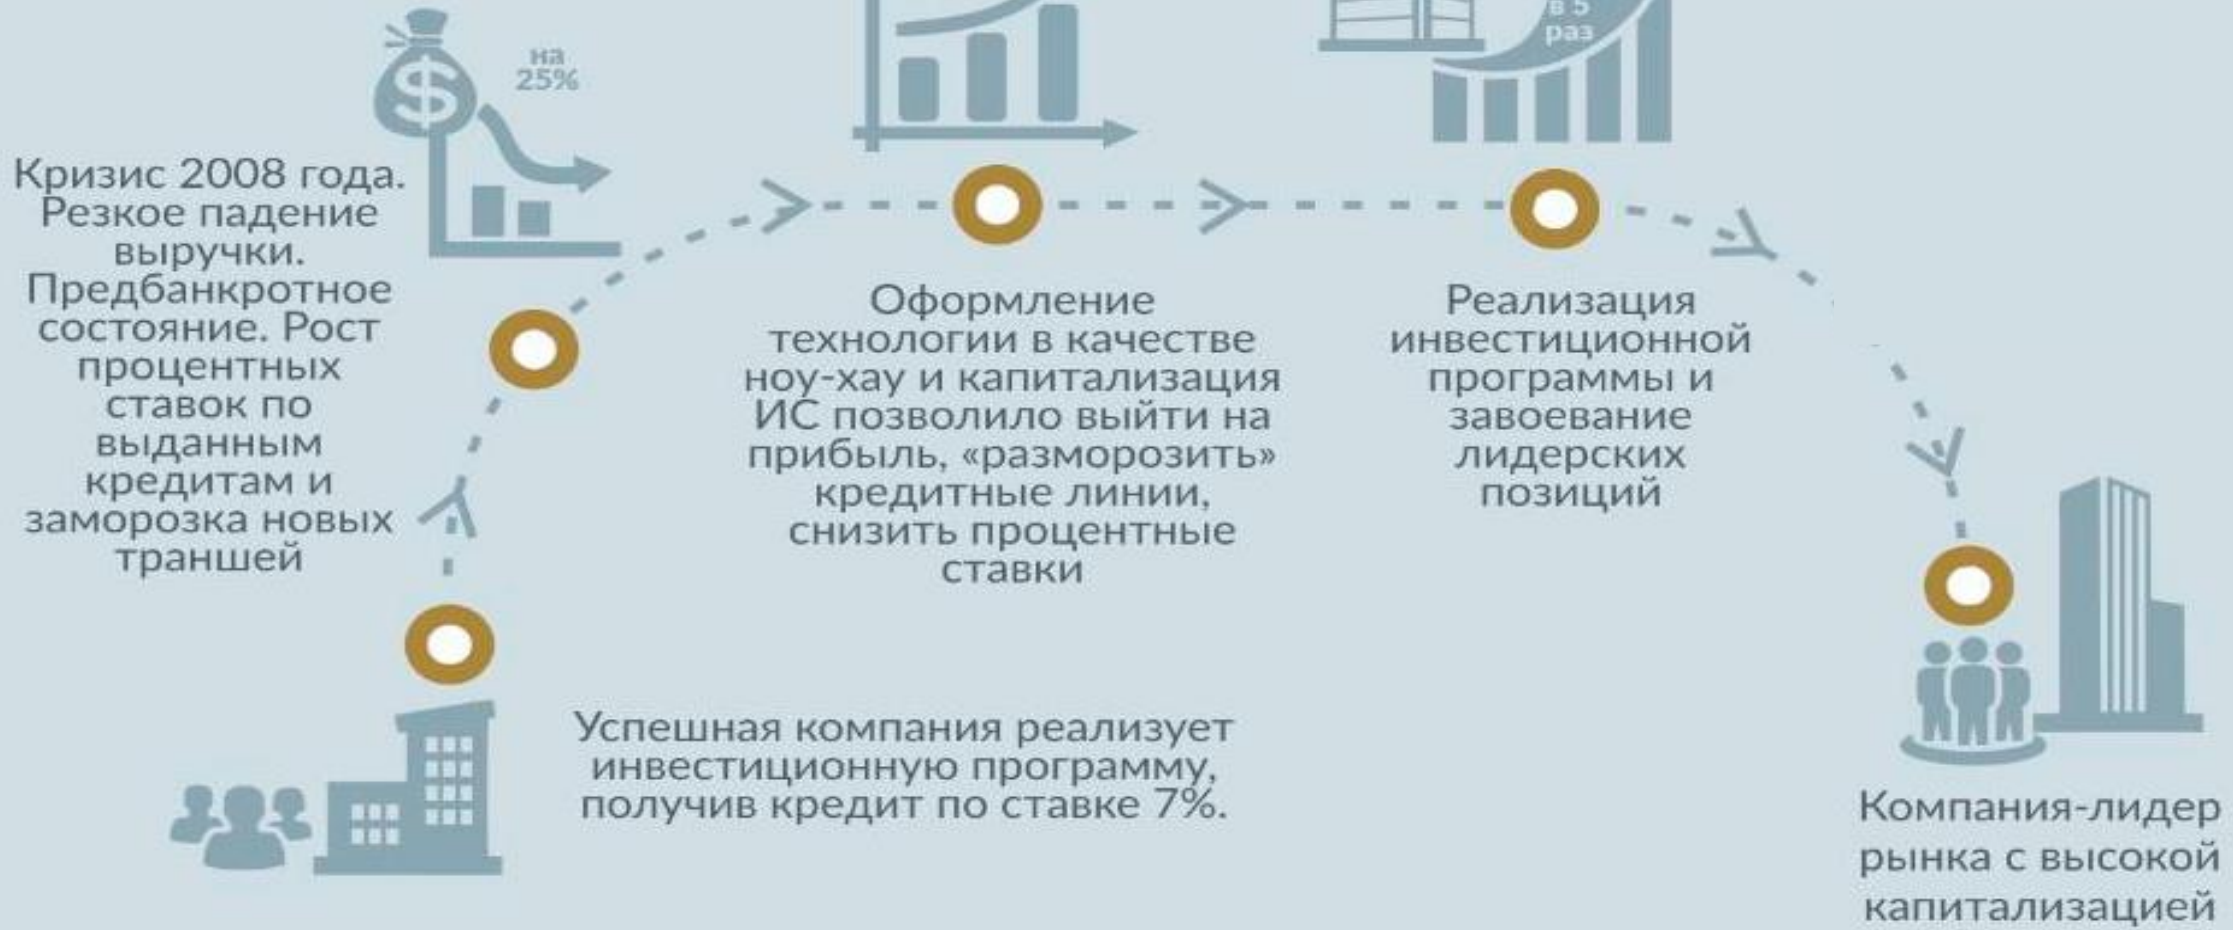 на
25%
в 5
раз
Кризис 2008 года.
Резкое падение
выручки.
Предбанкротное
состояние. Рост
процентных
ставок по
выданным
кредитам и
заморозка новых
траншей
Оформление
технологии в качестве
ноу-хау и капитализация
ИС позволило выйти на
прибыль, «разморозить»
кредитные линии,
снизить процентные
ставки
Реализация
инвестиционной
программы и
завоевание
лидерских
позиций
Успешная компания реализует
инвестиционную программу,
получив кредит по ставке 7%.
Компания-лидер
рынка с высокой
капитализацией